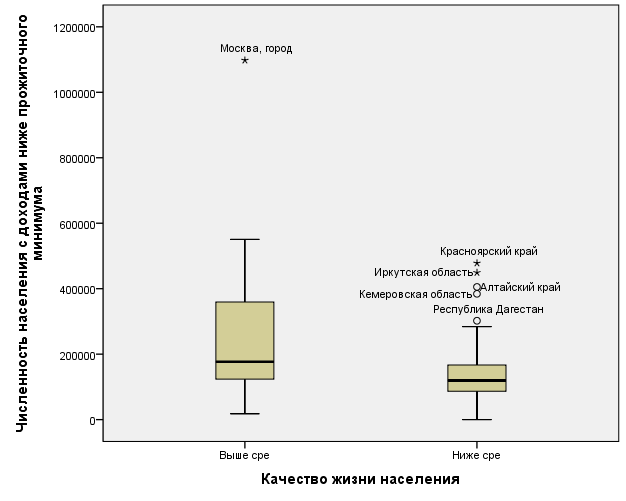 Численность населения с доходами ниже прожиточного
минимума
1200000
1000000
800000
600000
400000
200000
0
Москва, город
Красноярский край
Иркутская область
Алтайский край
Кемеровская область
Республика Дагестан
Выше сре
Ниже сре
Качество жизни населения